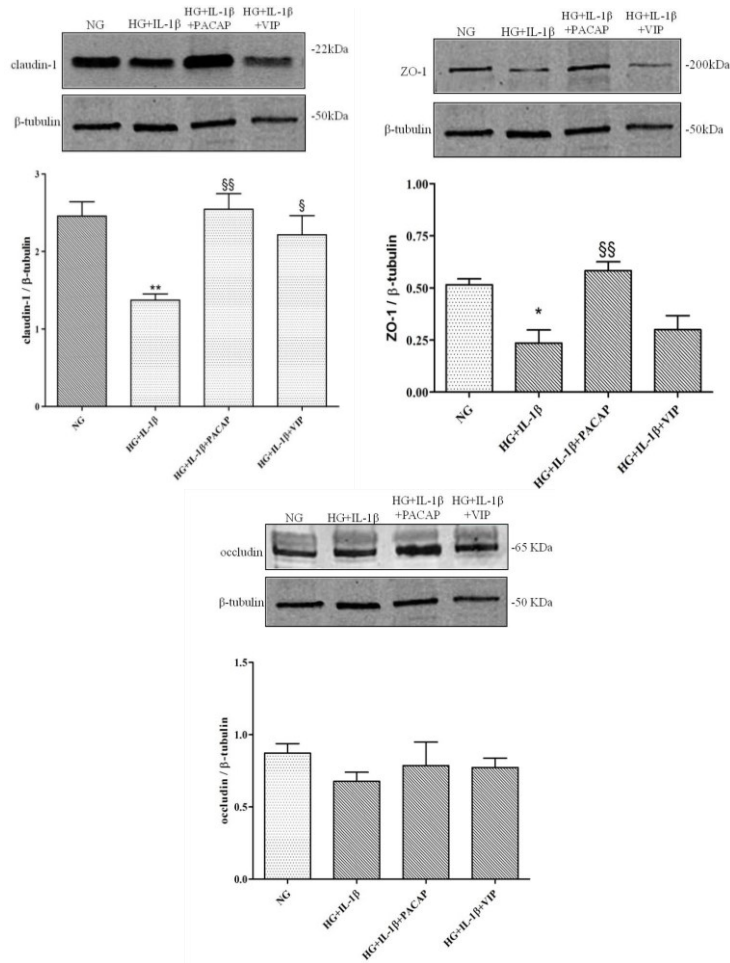 NG HG+IL-1β HG+IL-1β HG+IL-1β
+PACAP +VIP
claudin-1 -22kDa
β-tubulin -50kDa
3
2
1
0
claudin-1 / β-tubulin
** §§ §
NG HG+IL-1β HG+IL-1β+PACAP HG+IL-1β+VIP
NG HG+IL-1β HG+IL-1β HG+IL-1β
+PACAP +VIP
ZO-1 -200kDa
β-tubulin -50kDa
1.00
0.75
0.50
0.25
0.00
ZO-1 / β-tubulin
* §§
NG HG+IL-1β HG+IL-1β+PACAP HG+IL-1β+VIP
NG HG+IL-1β HG+IL-1β HG+IL-1β
+PACAP +VIP
occludin -65 KDa
β-tubulin -50 KDa
1.5
1.0
0.5
0.0
occludin / β-tubulin
NG HG+IL-1β HG+IL-1β+PACAP HG+IL-1β+VIP